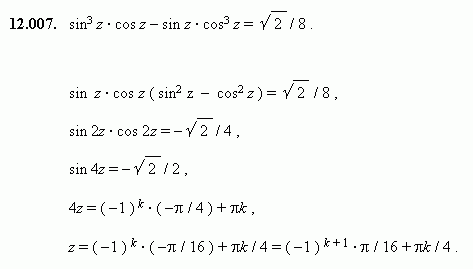 12.007. sin³ z · cos z – sin z · cos³ z = √2 / 8 .
sin z · cos z ( sin² z – cos² z ) = √2 / 8 ,
sin 2z · cos 2z = – √2 / 4 ,
sin 4z = – √2 / 2 ,
4z = ( –1 )ᵏ · ( –π / 4 ) + πk ,
z = ( –1 )ᵏ · ( –π / 16 ) + πk / 4 = ( –1 )ᵏ⁺¹ · π / 16 + πk / 4 .